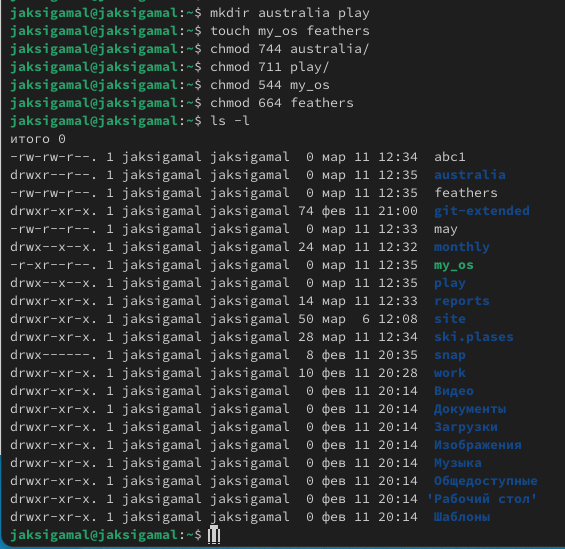 jaksigamal@jaksigamal:~$ mkdir australia play
jaksigamal@jaksigamal:~$ touch my_os feathers
jaksigamal@jaksigamal:~$ chmod 744 australia/
jaksigamal@jaksigamal:~$ chmod 711 play/
jaksigamal@jaksigamal:~$ chmod 544 my_os
jaksigamal@jaksigamal:~$ chmod 664 feathers
jaksigamal@jaksigamal:~$ ls -l
итого 0
-rw-rw-r--. 1 jaksigamal jaksigamal  0 мар 11 12:34  abc1
drwxr--r--. 1 jaksigamal jaksigamal  0 мар 11 12:35  australia
-rw-rw-r--. 1 jaksigamal jaksigamal  0 мар 11 12:35  feathers
drwxr-xr-x. 1 jaksigamal jaksigamal 74 фев 11 21:00  git-extended
-rw-r--r--. 1 jaksigamal jaksigamal  0 мар 11 12:33  may
drwx--x--x. 1 jaksigamal jaksigamal 24 мар 11 12:32  monthly
-r-xr--r--. 1 jaksigamal jaksigamal  0 мар 11 12:35  my_os
drwx--x--x. 1 jaksigamal jaksigamal  0 мар 11 12:35  play
drwxr-xr-x. 1 jaksigamal jaksigamal 14 мар 11 12:33  reports
drwxr-xr-x. 1 jaksigamal jaksigamal 50 мар  6 12:08  site
drwxr-xr-x. 1 jaksigamal jaksigamal 28 мар 11 12:34  ski.plases
drwx------. 1 jaksigamal jaksigamal  8 фев 11 20:35  snap
drwxr-xr-x. 1 jaksigamal jaksigamal 10 фев 11 20:28  work
drwxr-xr-x. 1 jaksigamal jaksigamal  0 фев 11 20:14  Видео
drwxr-xr-x. 1 jaksigamal jaksigamal  0 фев 11 20:14  Документы
drwxr-xr-x. 1 jaksigamal jaksigamal  0 фев 11 20:14  Загрузки
drwxr-xr-x. 1 jaksigamal jaksigamal  0 фев 11 20:14  Изображения
drwxr-xr-x. 1 jaksigamal jaksigamal  0 фев 11 20:14  Музыка
drwxr-xr-x. 1 jaksigamal jaksigamal  0 фев 11 20:14  Общедоступные
drwxr-xr-x. 1 jaksigamal jaksigamal  0 фев 11 20:14 'Рабочий стол'
drwxr-xr-x. 1 jaksigamal jaksigamal  0 фев 11 20:14  Шаблоны
jaksigamal@jaksigamal:~$